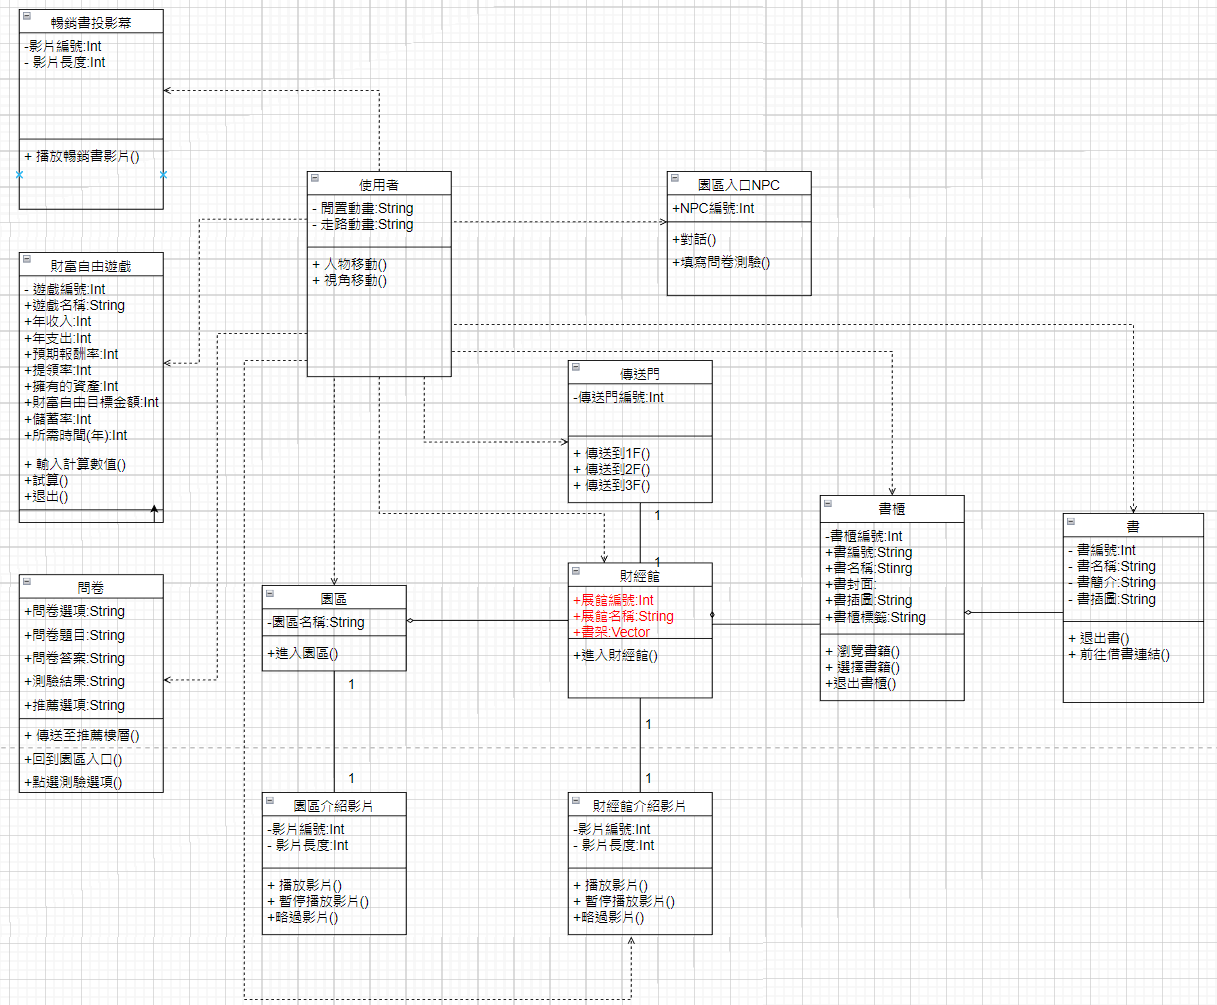 暢銷書投影幕
-影片編號:Int
- 影片長度:Int
+ 播放暢銷書影片()
使用者
- 閒置動畫:String
- 走路動畫:String
+ 人物移動()
+ 視角移動()
園區入口NPC
+NPC編號:Int
+對話()
+填寫問卷測驗()
財富自由遊戲
- 遊戲編號:Int
+遊戲名稱:String
+年收入:Int
+年支出:Int
+預期報酬率:Int
+提領率:Int
+擁有的資產:Int
+財富自由目標金額:Int
+儲蓄率:Int
+所需時間(年):Int
+ 輸入計算數值()
+試算()
+退出()
傳送門
-傳送門編號:Int
+ 傳送到1F()
+ 傳送到2F()
+ 傳送到3F()
1
1
書櫃
-書櫃編號:Int
+書編號:String
+書名稱:Stinrg
+書封面:
+書插圖:String
+書櫃標籤:String
+ 瀏覽書籍()
+ 選擇書籍()
+退出書櫃()
書
- 書編號:Int
- 書名稱:String
- 書簡介:String
- 書插圖:String
+ 退出書()
+ 前往借書連結()
問卷
+問卷選項:String
+問卷題目:String
+問卷答案:String
+測驗結果:String
+推薦選項:String
+ 傳送至推薦樓層()
+回到園區入口()
+點選測驗選項()
園區
-園區名稱:String
+進入園區()
財經館
+展館編號:Int
+展館名稱:String
+書架:Vector
+進入財經館()
1
1
1
1
園區介紹影片
-影片編號:Int
- 影片長度:Int
+ 播放影片()
+ 暫停播放影片()
+略過影片()
財經館介紹影片
-影片編號:Int
- 影片長度:Int
+ 播放影片()
+ 暫停播放影片()
+略過影片()